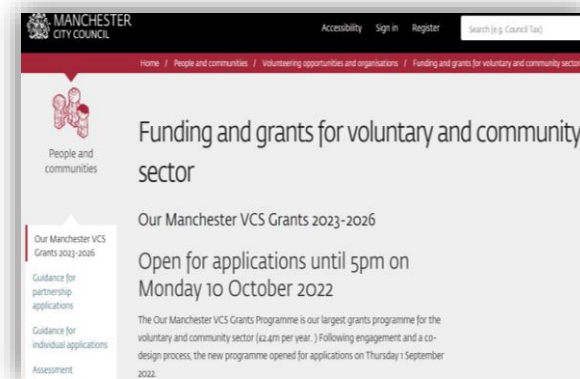 MANCHESTER
CITY COUNCIL
Accessibility Sign in Register Search (e.g. Council Tax)
Home / People and communities / Volunteering opportunities and organisations / Funding and grants for voluntary and community sector
People and
communities
Funding and grants for voluntary and community
sector
Our Manchester VCS Grants 2023-2026
Open for applications until 5pm on
Monday 10 October 2022
The Our Manchester VCS Grants Programme is our largest grants programme for the
voluntary and community sector (£2.4m per year. ) Following engagement and a co-
design process, the new programme opened for applications on Thursday 1 September
2022.
Our Manchester VCS
Grants 2023-2026
Guidance for
partnership
applications
Guidance for
individual applications
Assessment